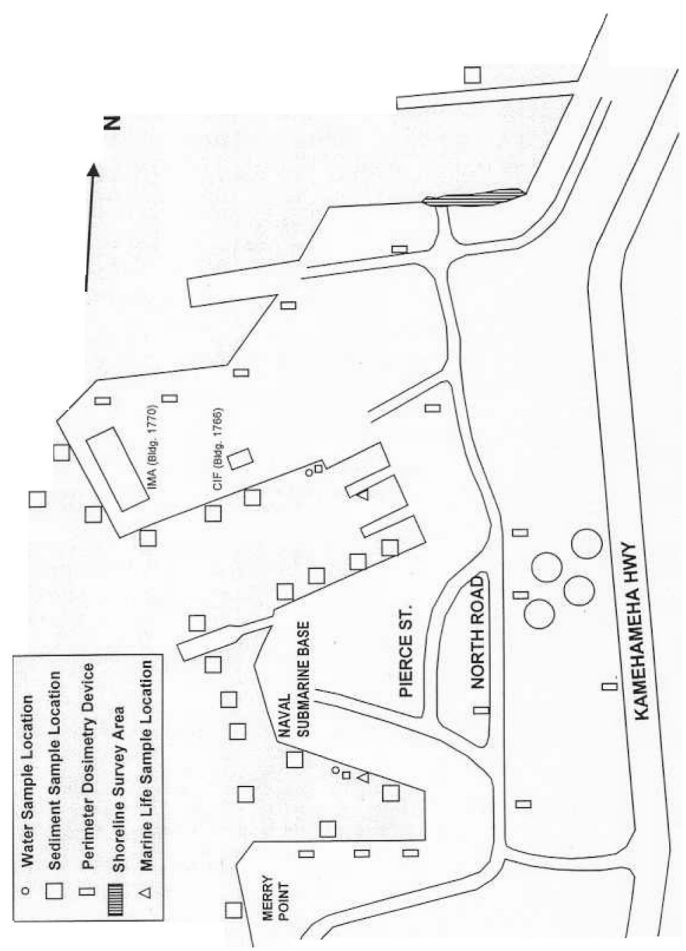 N
IMA (Bldg. 1770)
CIF (Bldg. 1766)
○ Water Sample Location
□ Sediment Sample Location
▯ Perimeter Dosimetry Device
Shoreline Survey Area
△ Marine Life Sample Location
NAVAL
SUBMARINE BASE
PIERCE ST.
NORTH ROAD
KAMEHAMEHA HWY
MERRY
POINT